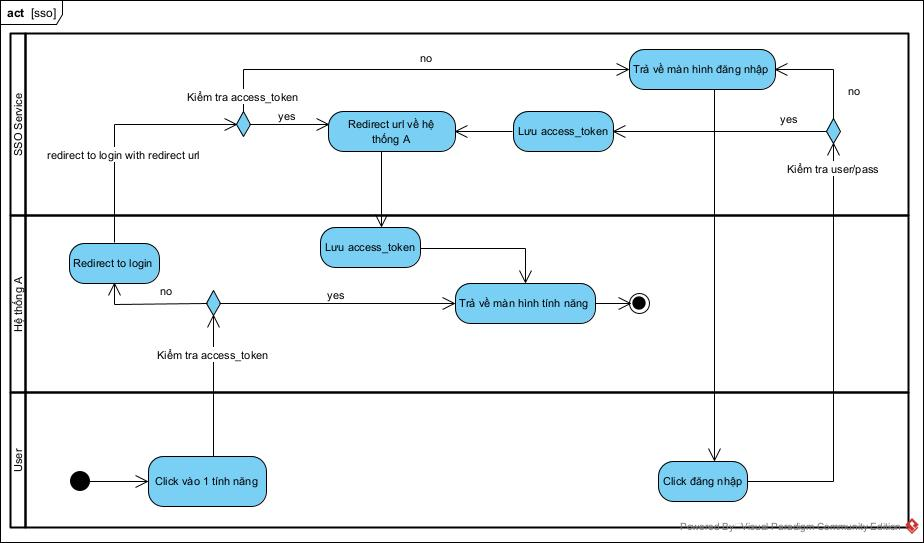 act [sso]
SSO Service
no
Trả về màn hình đăng nhập
Kiểm tra access_token
no
yes
Redirect url về hệ
thống A
Lưu access_token
yes
redirect to login with redirect url
Kiểm tra user/pass
Hệ thống A
Lưu access_token
Redirect to login
no
yes
Trả về màn hình tính năng
Kiểm tra access_token
User
Click vào 1 tính năng
Click đăng nhập
Powered By: Visual Paradigm Community Edition